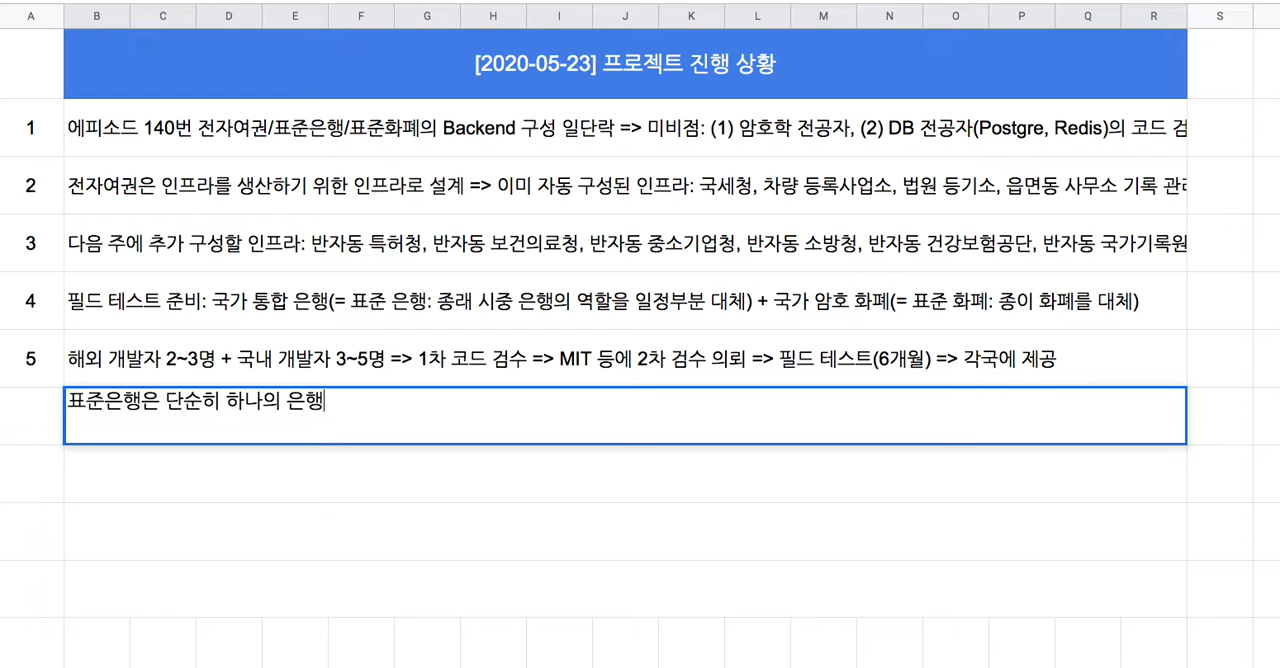 A B C D E F G H I J K L M N O P Q R S
[2020-05-23] 프로젝트 진행 상황
1 에피소드 140번 전자여권/표준은행/표준화폐의 Backend 구성 일단락 => 미비점: (1) 암호학 전공자, (2) DB 전공자(Postgre, Redis)의 코드 검
2 전자여권은 인프라를 생산하기 위한 인프라로 설계 => 이미 자동 구성된 인프라: 국세청, 차량 등록사업소, 법원 등기소, 읍면동 사무소 기록 관리
3 다음 주에 추가 구성할 인프라: 반자동 특허청, 반자동 보건의료청, 반자동 중소기업청, 반자동 소방청, 반자동 건강보험공단, 반자동 국가기록원
4 필드 테스트 준비: 국가 통합 은행(= 표준 은행: 종래 시중 은행의 역할을 일정부분 대체) + 국가 암호 화폐(= 표준 화폐: 종이 화폐를 대체)
5 해외 개발자 2~3명 + 국내 개발자 3~5명 => 1차 코드 검수 => MIT 등에 2차 검수 의뢰 => 필드 테스트(6개월) => 각국에 제공
표준은행은 단순히 하나의 은행